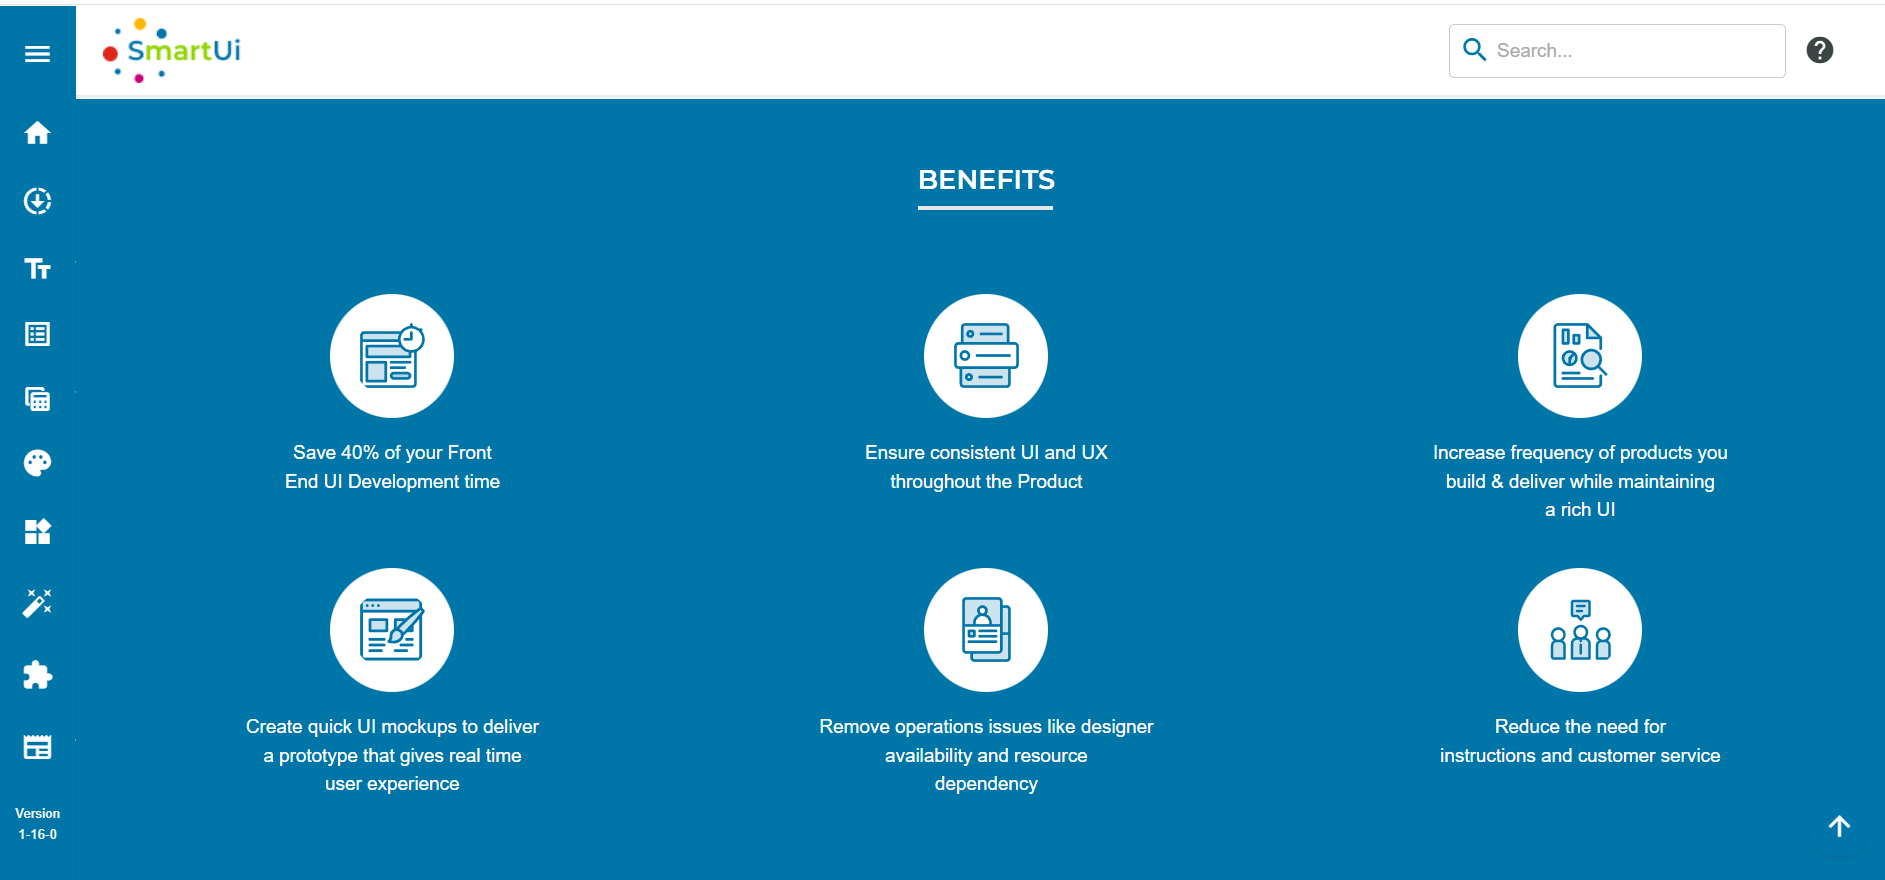 SmartUi
Search...
BENEFITS
Save 40% of your Front
End UI Development time
Ensure consistent UI and UX
throughout the Product
Increase frequency of products you
build & deliver while maintaining
a rich UI
Create quick UI mockups to deliver
a prototype that gives real time
user experience
Remove operations issues like designer
availability and resource
dependency
Reduce the need for
instructions and customer service
Version
1-16-0